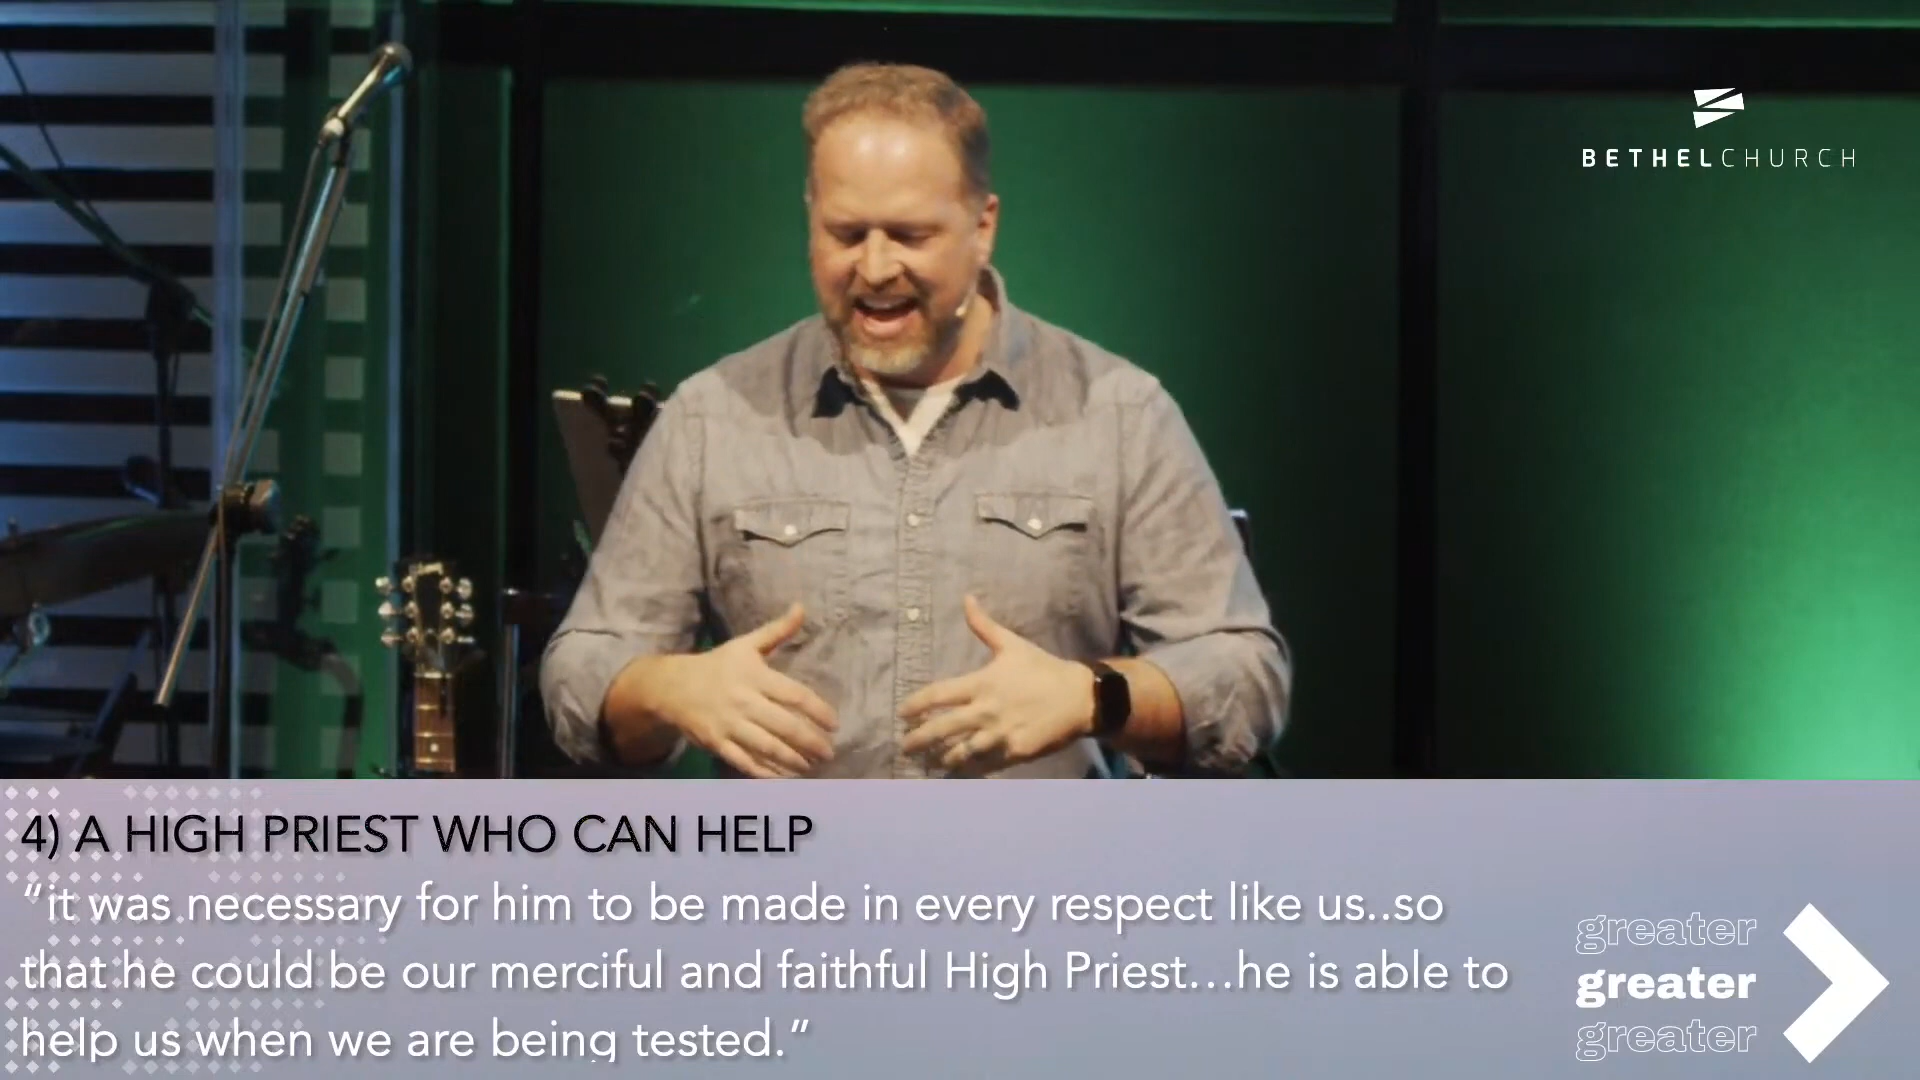 BETHELCHURCH
4) A HIGH PRIEST WHO CAN HELP
“it was necessary for him to be made in every respect like us..so
that he could be our merciful and faithful High Priest...he is able to
help us when we are being tested.”
greater
greater
greater